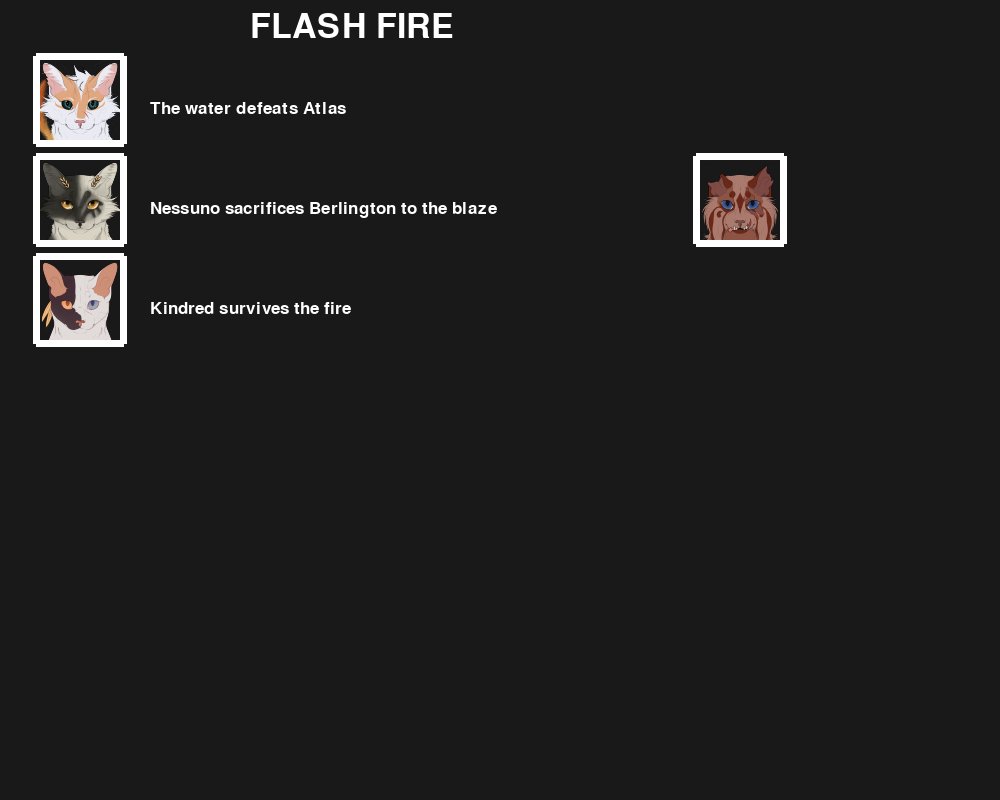 FLASH FIRE
The water defeats Atlas
Nessuno sacrifices Berlington to the blaze
Kindred survives the fire